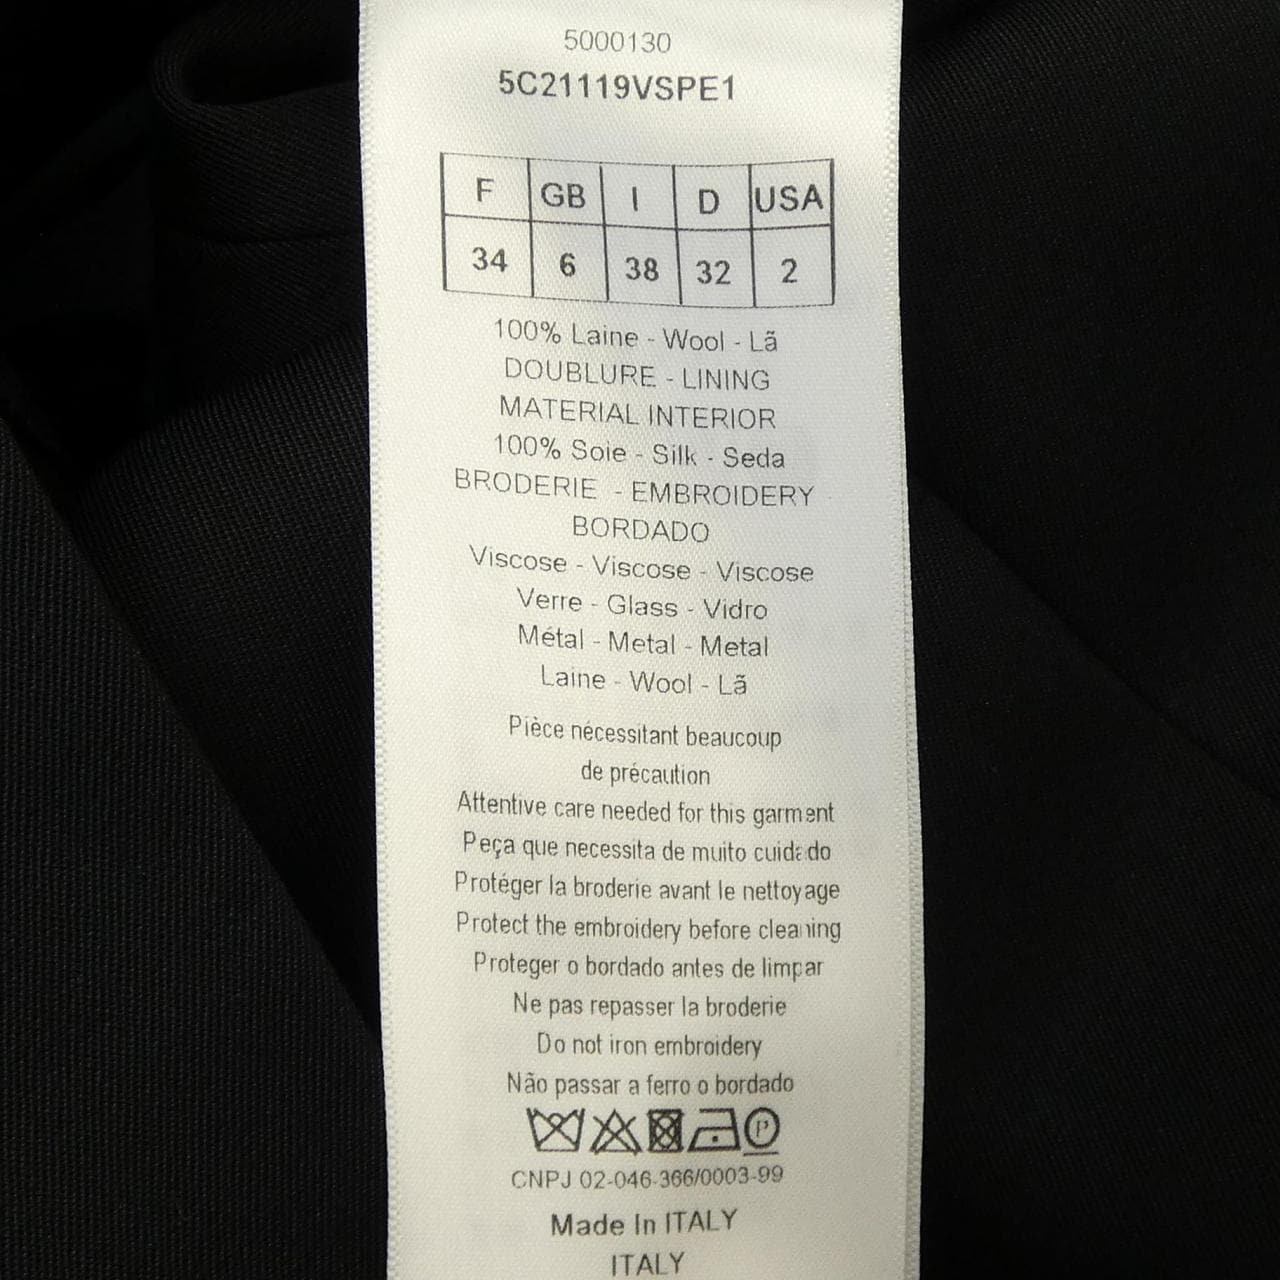 5000130
5C21119VSPE1
F GB I D USA
34 6 38 32 2
100% Laine - Wool - Lã
DOUBLURE - LINING
MATERIAL INTERIOR
100% Soie - Silk - Seda
BRODERIE - EMBROIDERY
BORDADO
Viscose - Viscose - Viscose
Verre - Glass - Vidro
Métal - Metal - Metal
Laine - Wool - Lã
Pièce nécessitant beaucoup
de précaution
Attentive care needed for this garment
Peça que necessita de muito cuidado
Protéger la broderie avant le nettoyage
Protect the embroidery before cleaning
Proteger o bordado antes de limpar
Ne pas repasser la broderie
Do not iron embroidery
Não passar a ferro o bordado
P
CNPJ 02-046-366/0003-99
Made In ITALY
ITALY